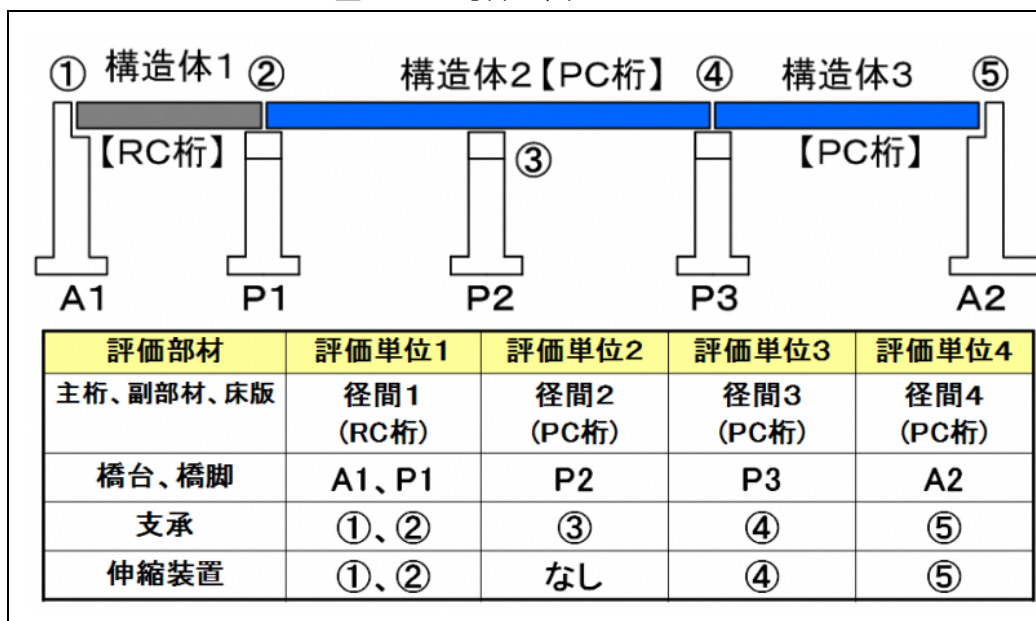 ① 構造体1 ② 構造体2【PC桁】 ④ 構造体3 ⑤
【RC桁】 ③ 【PC桁】
A1 P1 P2 P3 A2
評価部材 評価単位1 評価単位2 評価単位3 評価単位4
主桁、副部材、床版 径間1 径間2 径間3 径間4
(RC桁) (PC桁) (PC桁) (PC桁)
橋台、橋脚 A1、P1 P2 P3 A2
支承 ①、② ③ ④ ⑤
伸縮装置 ①、② なし ④ ⑤